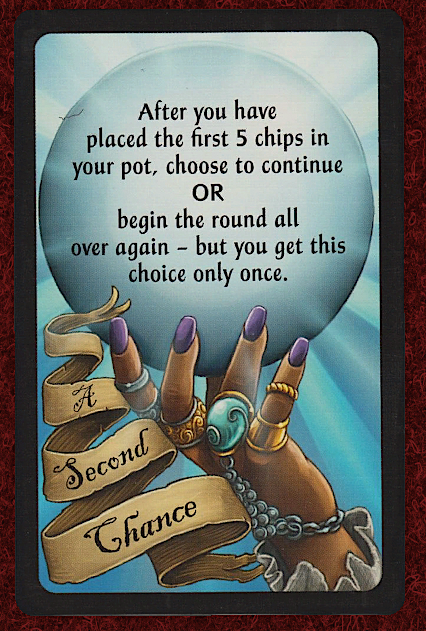 After you have
placed the first 5 chips in
your pot, choose to continue
OR
begin the round all
over again – but you get this
choice only once.
A
Second
Chance